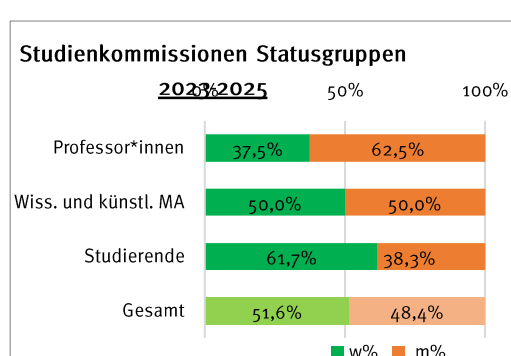 Studienkommissionen Statusgruppen
2023-2025
0% 50% 100%
Professor*innen 37,5% 62,5%
Wiss. und künstl. MA 50,0% 50,0%
Studierende 61,7% 38,3%
Gesamt 51,6% 48,4%
w% m%